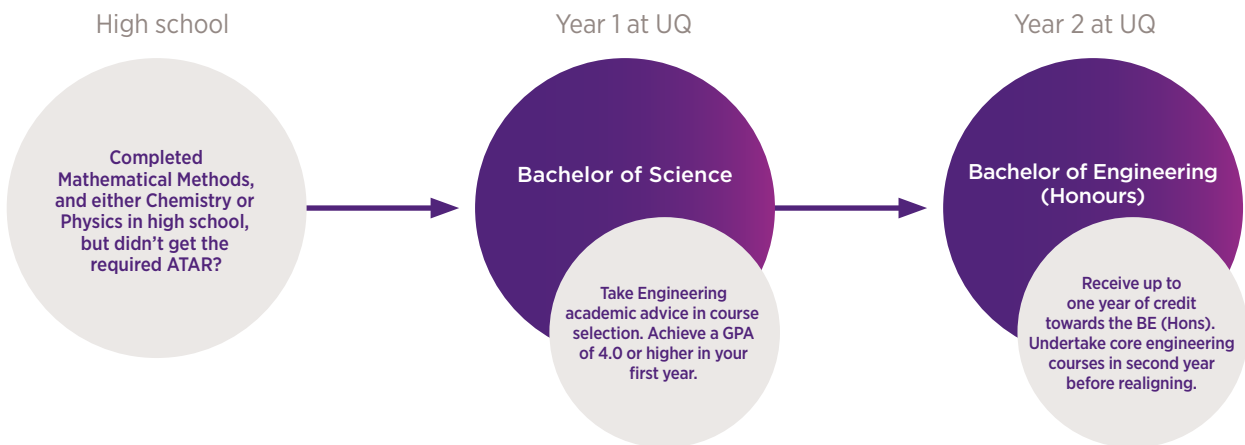 High school
Completed
Mathematical Methods,
and either Chemistry or
Physics in high school,
but didn't get the
required ATAR?
Year 1 at UQ
Bachelor of Science
Take Engineering
academic advice in course
selection. Achieve a GPA
of 4.0 or higher in your
first year.
Year 2 at UQ
Bachelor of Engineering
(Honours)
Receive up to
one year of credit
towards the BE (Hons).
Undertake core engineering
courses in second year
before realigning.